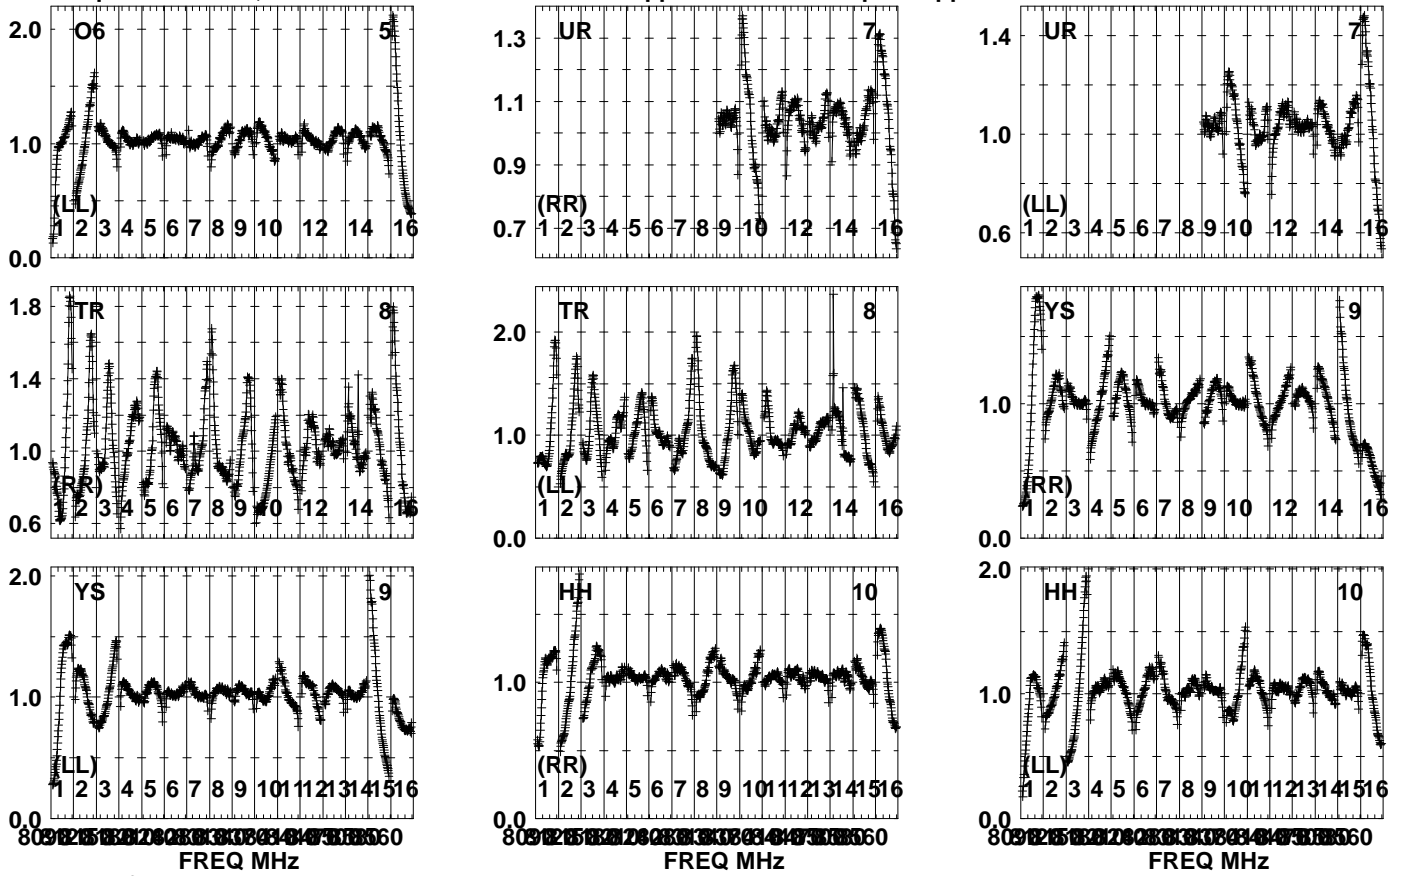 2.0 O6 5
1.0
(LL)
1 2 3 4 5 6 7 8 9 10 12 14 16
0.0
1.3 UR 7
1.1
0.9
(RR)
0.7 1 2 3 4 5 6 7 8 9 10 12 14 16
1.4 UR 7
1.0
(LL)
0.6 1 2 3 4 5 6 7 8 9 10 12 14 16
1.8 TR 8
1.4
1.0
(RR)
1 2 3 4 5 6 7 8 9 10 12 14 16
0.6
TR 8
2.0
1.0
(LL)
1 2 3 4 5 6 7 8 9 10 12 14 16
0.0
YS 9
1.0
(RR)
1 2 3 4 5 6 7 8 9 10 12 14 16
0.0
2.0 YS 9
1.0
(LL)
1 2 3 4 5 6 7 8 9 10 11 12 13 14 15 16
0.0
FREQ MHz
HH 10
1.0
(RR)
1 2 3 4 5 6 7 8 9 10 11 12 13 14 15 16
0.0
FREQ MHz
2.0 HH 10
1.0
(LL)
1 2 3 4 5 6 7 8 9 10 11 12 13 14 15 16
0.0
FREQ MHz